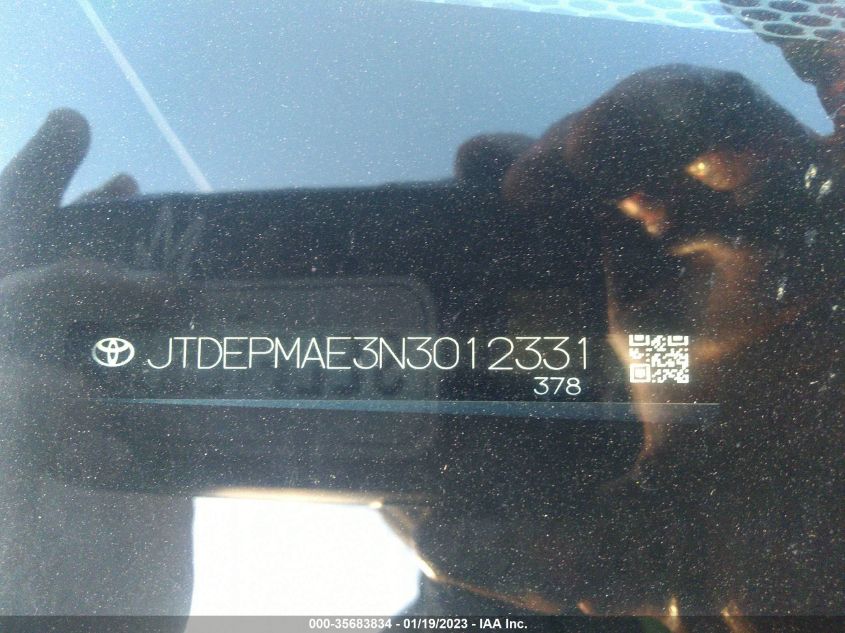 JTDEPMAE3N3012331
378
000-35683834 - 01/19/2023 - IAA Inc.